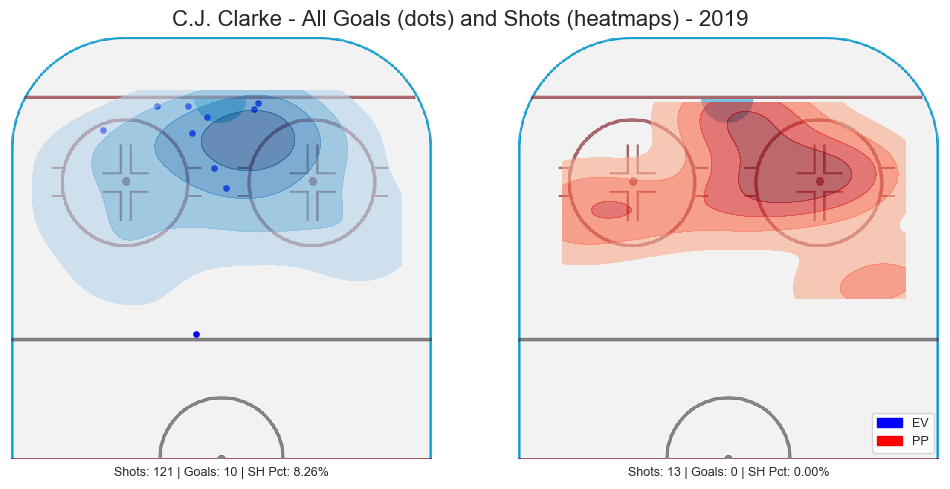 C.J. Clarke - All Goals (dots) and Shots (heatmaps) - 2019
EV
PP
Shots: 121 | Goals: 10 | SH Pct: 8.26%
Shots: 13 | Goals: 0 | SH Pct: 0.00%